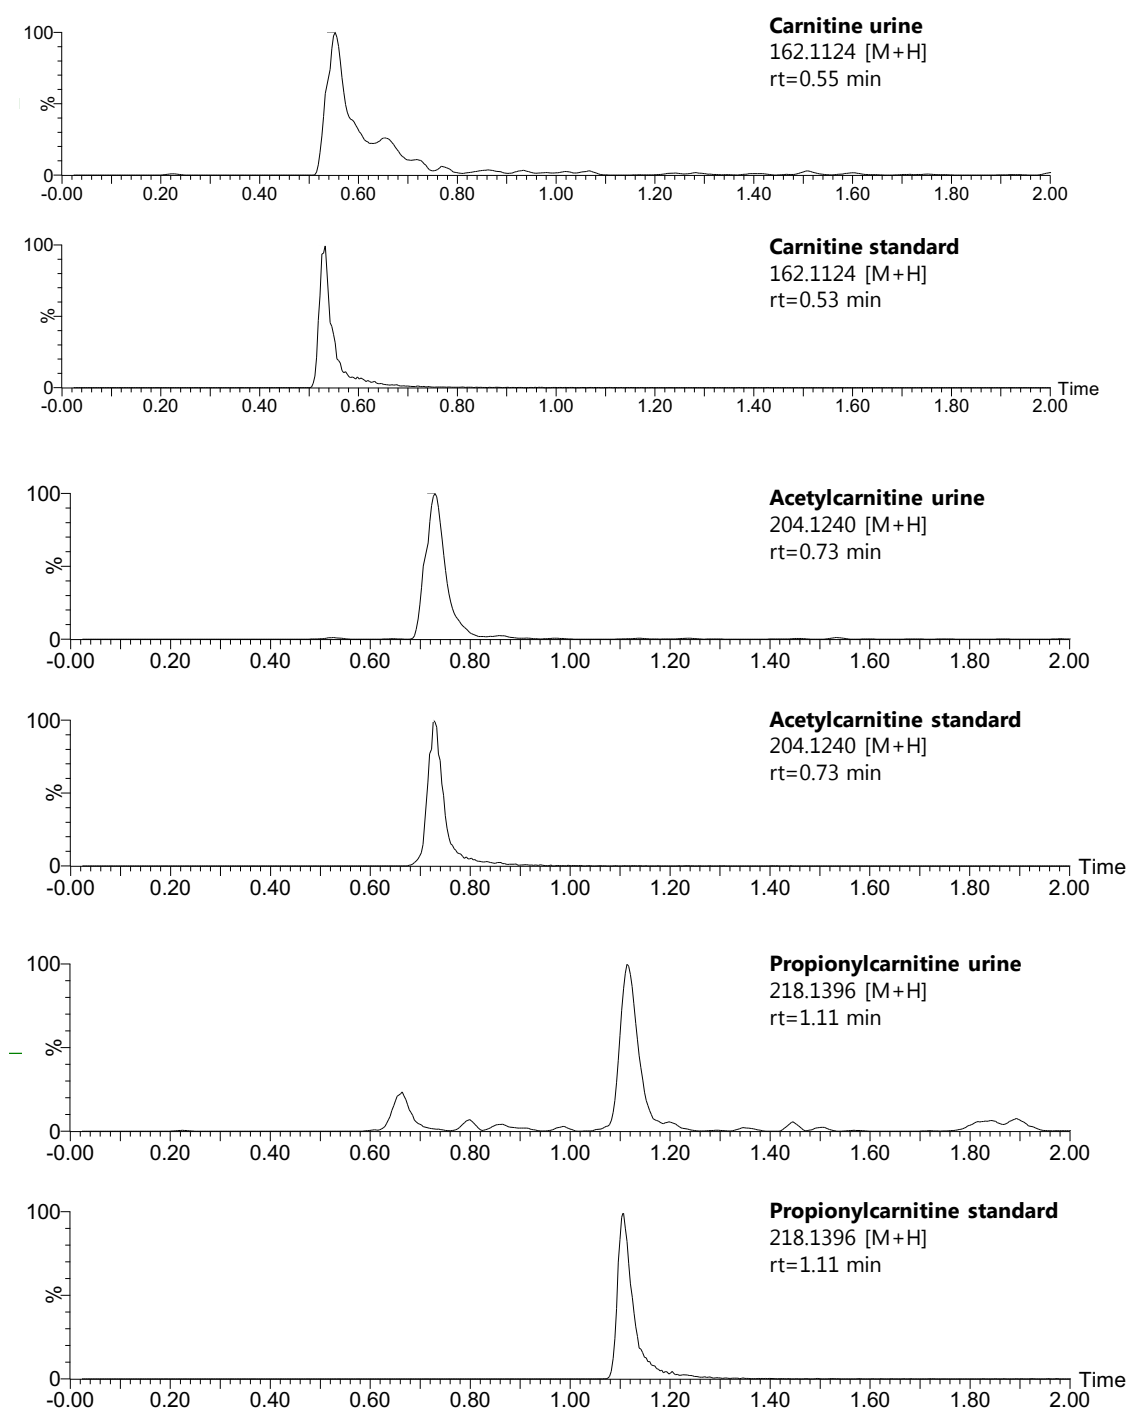 Carnitine urine
162.1124 [M+H]
rt=0.55 min
100
%
0
-0.00 0.20 0.40 0.60 0.80 1.00 1.20 1.40 1.60 1.80 2.00
Carnitine standard
162.1124 [M+H]
rt=0.53 min
100
%
0
Time
-0.00 0.20 0.40 0.60 0.80 1.00 1.20 1.40 1.60 1.80 2.00
Acetylcarnitine urine
204.1240 [M+H]
rt=0.73 min
100
%
0
-0.00 0.20 0.40 0.60 0.80 1.00 1.20 1.40 1.60 1.80 2.00
Acetylcarnitine standard
204.1240 [M+H]
rt=0.73 min
100
%
0
Time
-0.00 0.20 0.40 0.60 0.80 1.00 1.20 1.40 1.60 1.80 2.00
Propionylcarnitine urine
218.1396 [M+H]
rt=1.11 min
100
%
0
-0.00 0.20 0.40 0.60 0.80 1.00 1.20 1.40 1.60 1.80 2.00
Propionylcarnitine standard
218.1396 [M+H]
rt=1.11 min
100
%
0
Time
-0.00 0.20 0.40 0.60 0.80 1.00 1.20 1.40 1.60 1.80 2.00